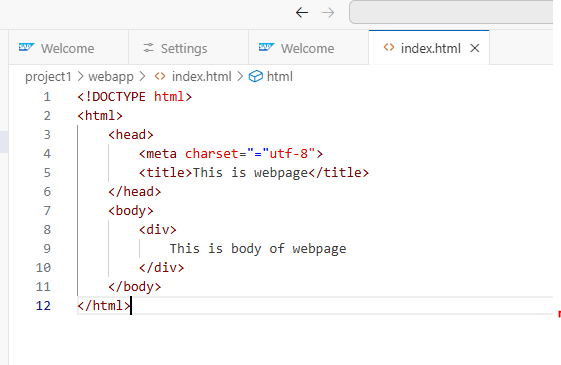 Welcome Settings Welcome index.html
project1 > webapp > index.html > html
1 <!DOCTYPE html>
2 <html>
3 <head>
4 <meta charset="="utf-8">
5 <title>This is webpage</title>
6 </head>
7 <body>
8 <div>
9 This is body of webpage
10 </div>
11 </body>
12 </html>